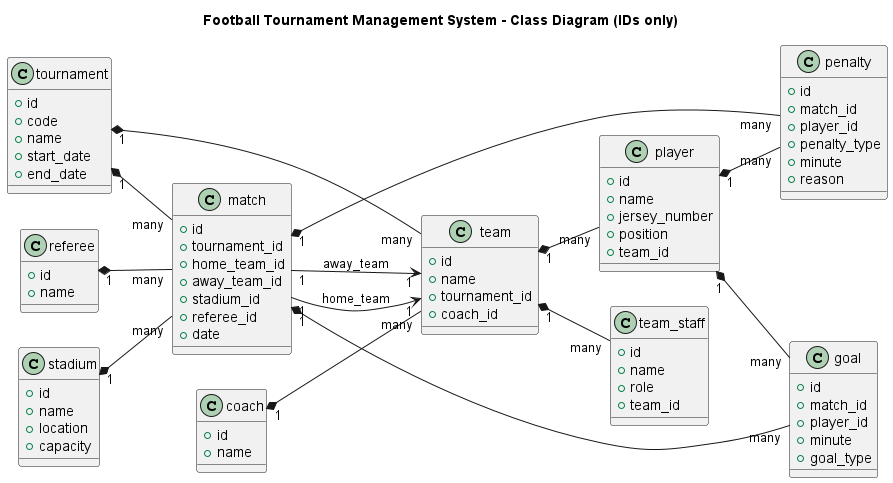 Football Tournament Management System - Class Diagram (IDs only)
C tournament
id
code
name
start_date
end_date
C referee
id
name
C stadium
id
name
location
capacity
C match
id
tournament_id
home_team_id
away_team_id
stadium_id
referee_id
date
C coach
id
name
C team
id
name
tournament_id
coach_id
C player
id
name
jersey_number
position
team_id
C team_staff
id
name
role
team_id
C penalty
id
match_id
player_id
penalty_type
minute
reason
C goal
id
match_id
player_id
minute
goal_type
1
many
1
many
1
many
1
many
1
away_team
1
1
home_team
1
1
many
1
many
1
many
1
many
1
many
1
many
1
many